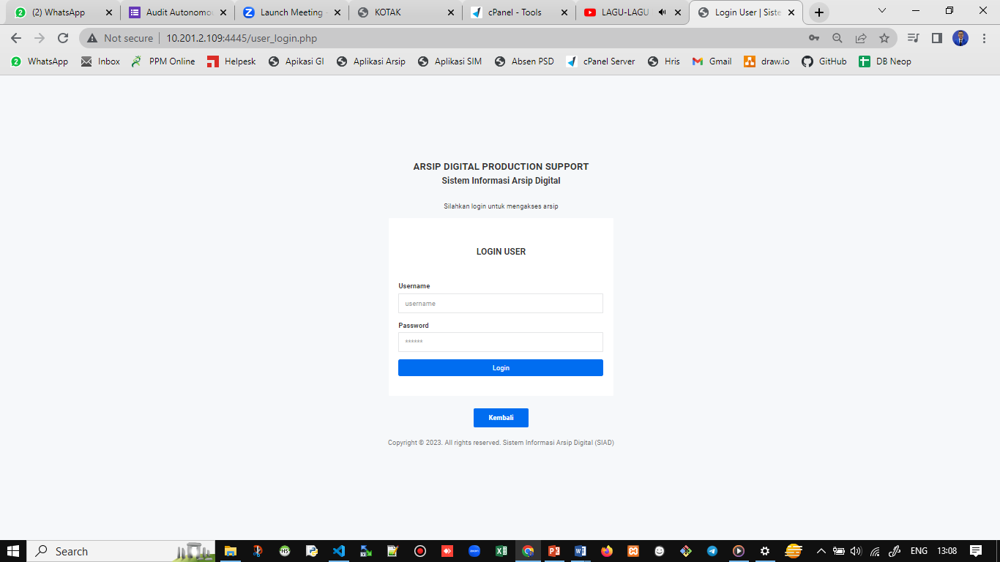 (2) WhatsApp
Audit Autonomo
Launch Meeting
KOTAK
cPanel - Tools
LAGU-LAGU
Login User | Siste
Not secure
10.201.2.109:4445/user_login.php
WhatsApp
Inbox
PPM Online
Helpesk
Apikasi GI
Aplikasi Arsip
Aplikasi SIM
Absen PSD
cPanel Server
Hris
Gmail
draw.io
GitHub
DB Neop
ARSIP DIGITAL PRODUCTION SUPPORT
Sistem Informasi Arsip Digital
Silahkan login untuk mengakses arsip
LOGIN USER
Username
username
Password
******
Login
Kembali
Copyright © 2023. All rights reserved. Sistem Informasi Arsip Digital (SIAD)
Search
ENG
13:08